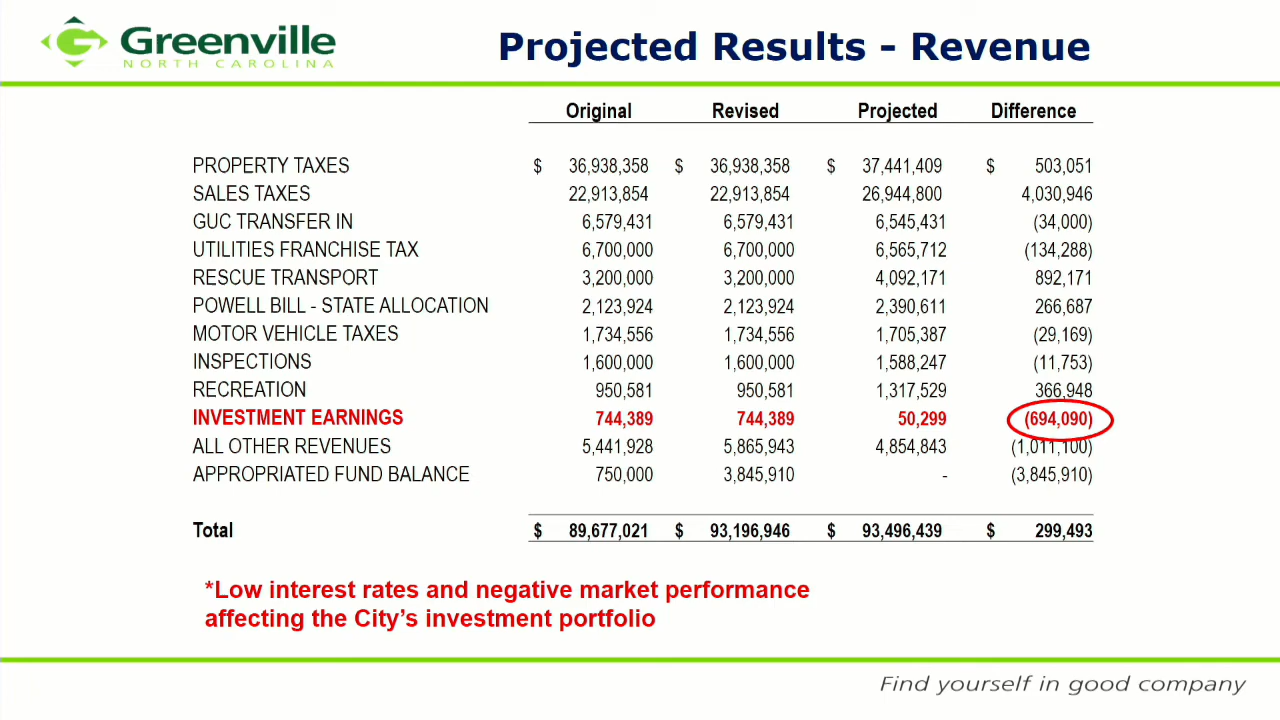 Greenville
NORTH CAROLINA
Projected Results - Revenue
Original Revised Projected Difference
PROPERTY TAXES $ 36,938,358 $ 36,938,358 $ 37,441,409 $ 503,051
SALES TAXES 22,913,854 22,913,854 26,944,800 4,030,946
GUC TRANSFER IN 6,579,431 6,579,431 6,545,431 (34,000)
UTILITIES FRANCHISE TAX 6,700,000 6,700,000 6,565,712 (134,288)
RESCUE TRANSPORT 3,200,000 3,200,000 4,092,171 892,171
POWELL BILL - STATE ALLOCATION 2,123,924 2,123,924 2,390,611 266,687
MOTOR VEHICLE TAXES 1,734,556 1,734,556 1,705,387 (29,169)
INSPECTIONS 1,600,000 1,600,000 1,588,247 (11,753)
RECREATION 950,581 950,581 1,317,529 366,948
INVESTMENT EARNINGS 744,389 744,389 50,299 (694,090)
ALL OTHER REVENUES 5,441,928 5,865,943 4,854,843 (1,011,100)
APPROPRIATED FUND BALANCE 750,000 3,845,910 - (3,845,910)
Total $ 89,677,021 $ 93,196,946 $ 93,496,439 $ 299,493
*Low interest rates and negative market performance
affecting the City’s investment portfolio
Find yourself in good company